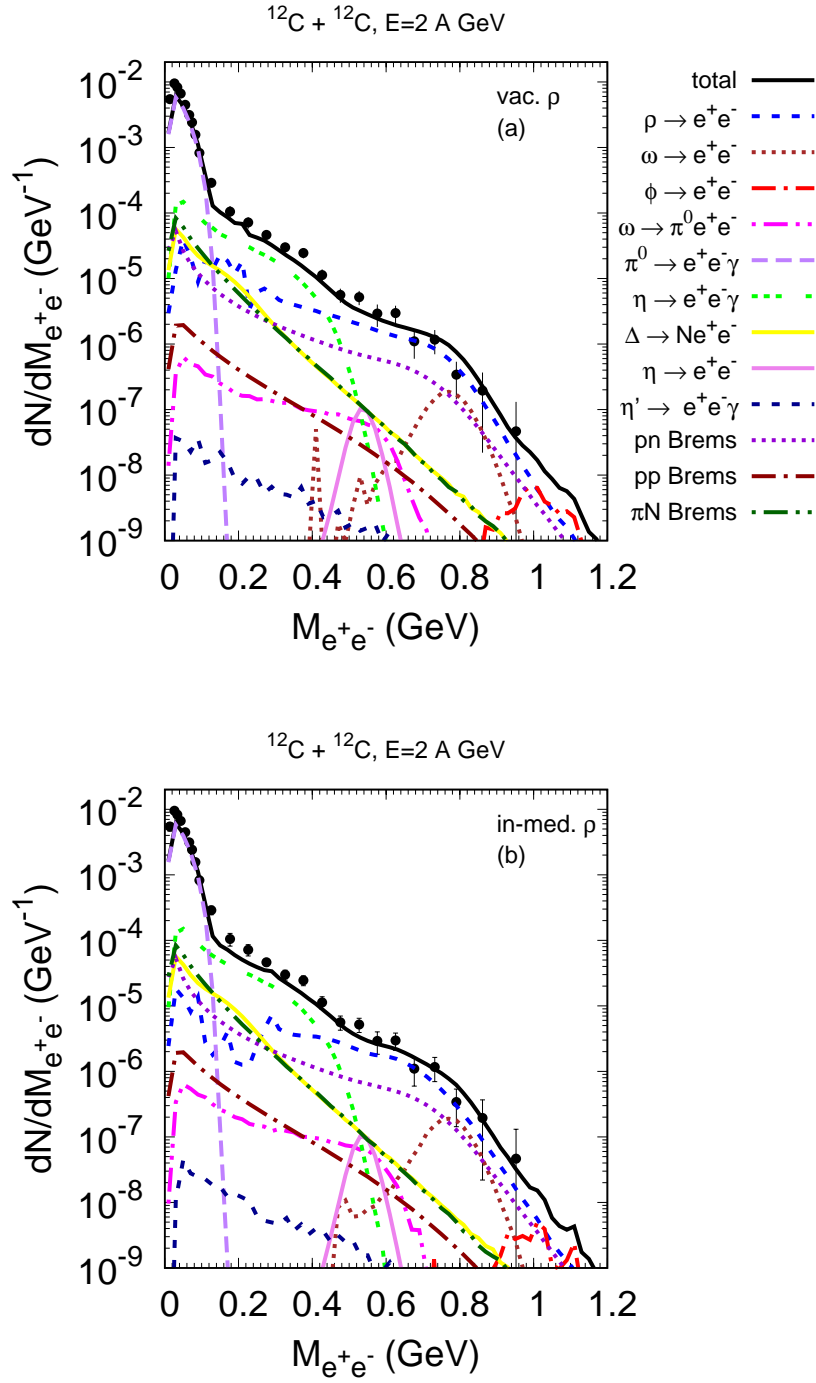 ¹²C + ¹²C, E=2 A GeV
vac. ρ
(a)
total
ρ → e⁺e⁻
ω → e⁺e⁻
ϕ → e⁺e⁻
ω → π⁰e⁺e⁻
π⁰ → e⁺e⁻γ
η → e⁺e⁻γ
Δ → Ne⁺e⁻
η → e⁺e⁻
η' → e⁺e⁻γ
pn Brems
pp Brems
πN Brems
dN/dM_{e⁺e⁻} (GeV⁻¹)
10⁻²
10⁻³
10⁻⁴
10⁻⁵
10⁻⁶
10⁻⁷
10⁻⁸
10⁻⁹
0 0.2 0.4 0.6 0.8 1 1.2
M_{e⁺e⁻} (GeV)
¹²C + ¹²C, E=2 A GeV
in-med. ρ
(b)
dN/dM_{e⁺e⁻} (GeV⁻¹)
10⁻²
10⁻³
10⁻⁴
10⁻⁵
10⁻⁶
10⁻⁷
10⁻⁸
10⁻⁹
0 0.2 0.4 0.6 0.8 1 1.2
M_{e⁺e⁻} (GeV)